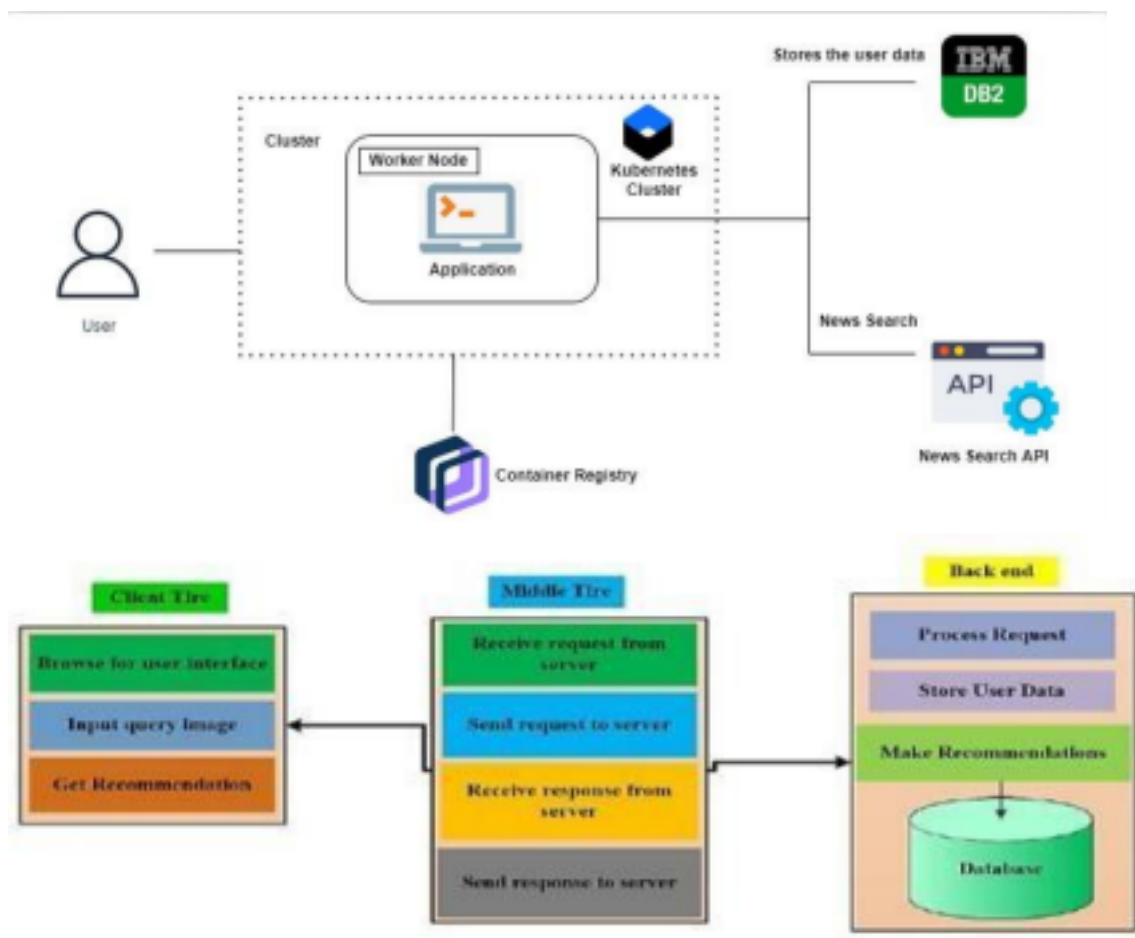 Stores the user data
IBM
DB2
Cluster
Worker Node
Kubernetes
Cluster
Application
User
News Search
API
News Search API
Container Registry
Client Tire
Middle Tire
Back end
Browse for user interface
Input query Image
Get Recommendation
Receive request from
server
Send request to server
Receive response from
server
Send response to server
Process Request
Store User Data
Make Recommendations
Database